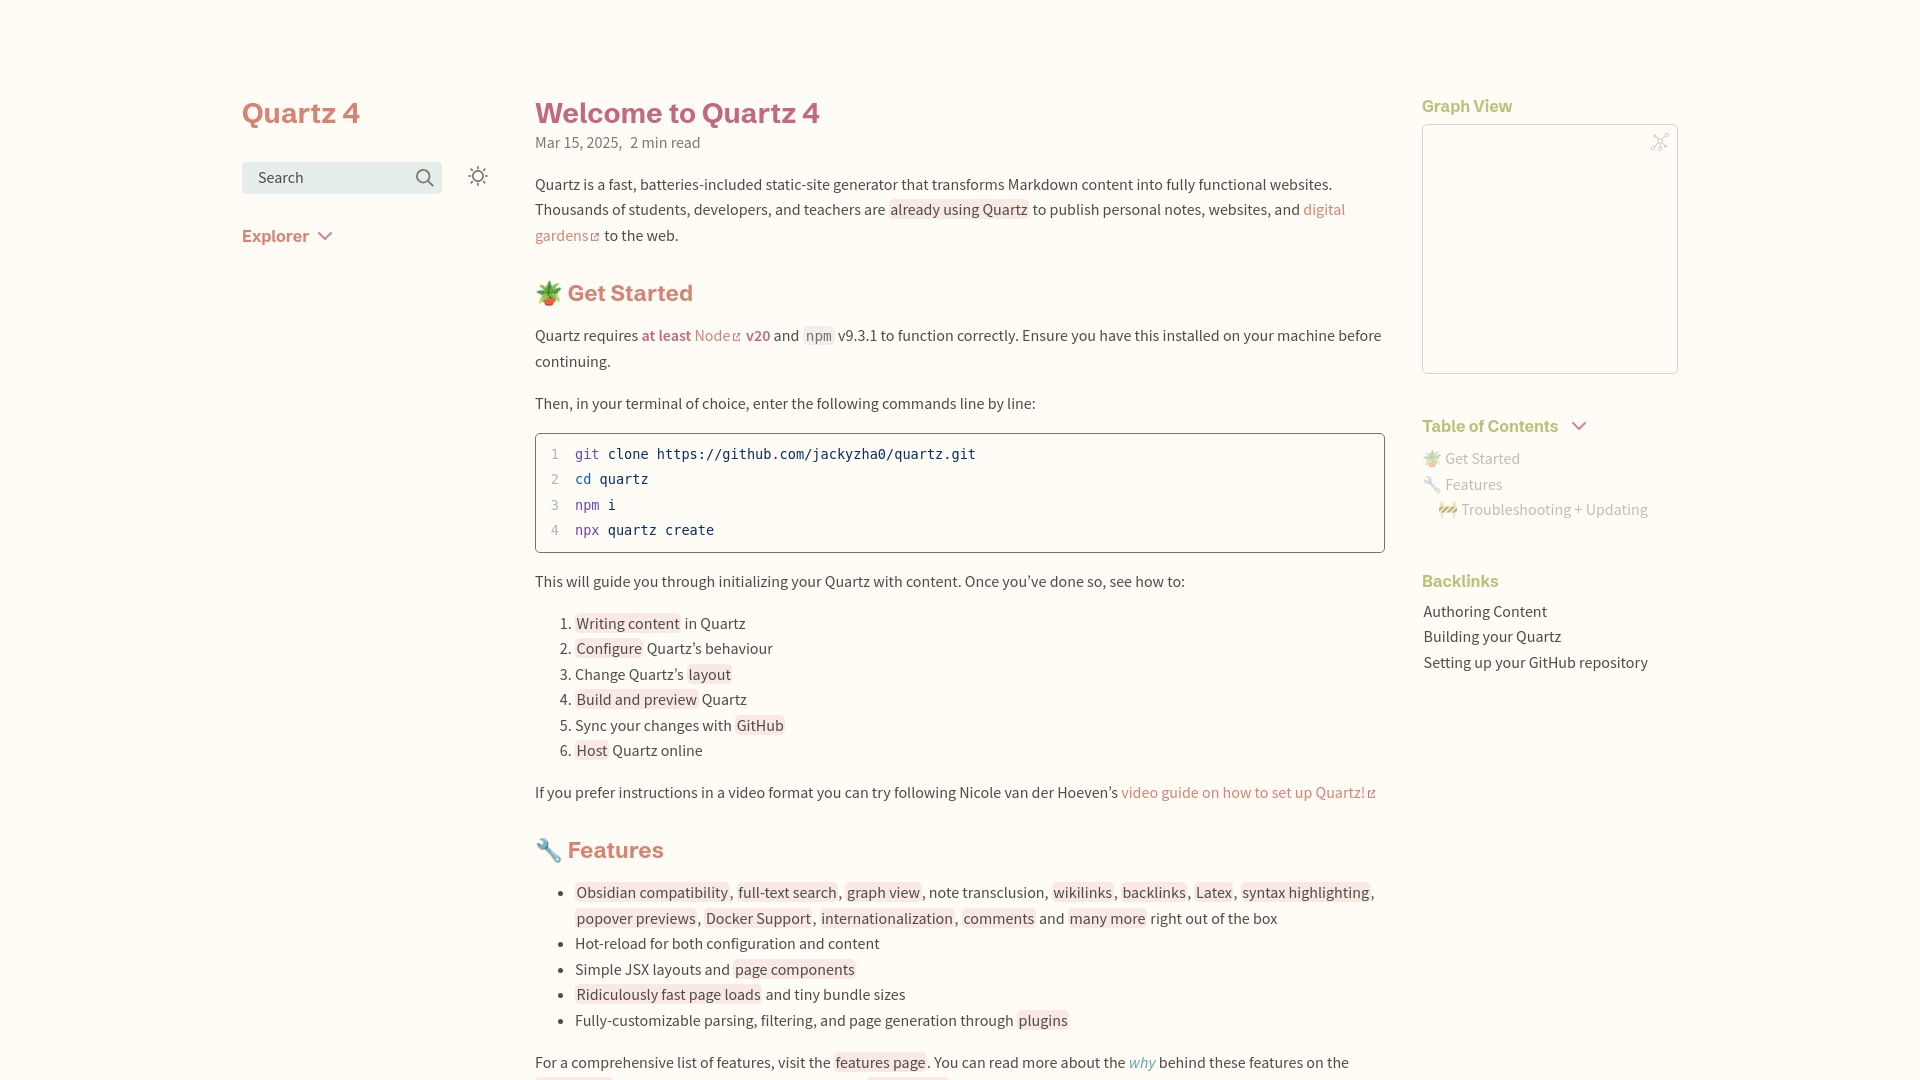 Quartz 4
Search
Explorer
Welcome to Quartz 4
Mar 15, 2025, 2 min read
Quartz is a fast, batteries-included static-site generator that transforms Markdown content into fully functional websites.
Thousands of students, developers, and teachers are already using Quartz to publish personal notes, websites, and digital
gardens to the web.
🪴 Get Started
Quartz requires at least Node v20 and npm v9.3.1 to function correctly. Ensure you have this installed on your machine before
continuing.
Then, in your terminal of choice, enter the following commands line by line:
1 git clone https://github.com/jackyzha0/quartz.git
2 cd quartz
3 npm i
4 npx quartz create
This will guide you through initializing your Quartz with content. Once you’ve done so, see how to:
1. Writing content in Quartz
2. Configure Quartz’s behaviour
3. Change Quartz’s layout
4. Build and preview Quartz
5. Sync your changes with GitHub
6. Host Quartz online
If you prefer instructions in a video format you can try following Nicole van der Hoeven’s video guide on how to set up Quartz!
🔧 Features
• Obsidian compatibility, full-text search, graph view, note transclusion, wikilinks, backlinks, Latex, syntax highlighting,
popover previews, Docker Support, internationalization, comments and many more right out of the box
• Hot-reload for both configuration and content
• Simple JSX layouts and page components
• Ridiculously fast page loads and tiny bundle sizes
• Fully-customizable parsing, filtering, and page generation through plugins
For a comprehensive list of features, visit the features page. You can read more about the why behind these features on the
Graph View
Table of Contents
🪴 Get Started
🔧 Features
🚧 Troubleshooting + Updating
Backlinks
Authoring Content
Building your Quartz
Setting up your GitHub repository